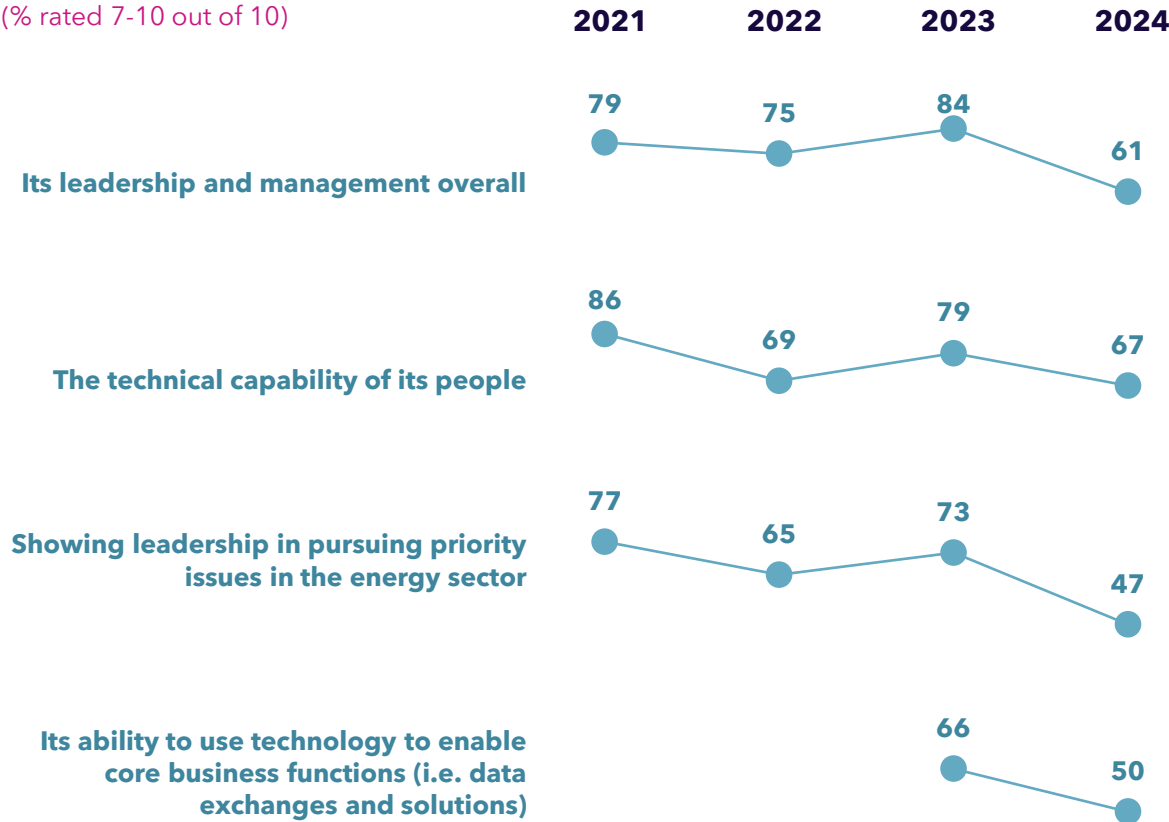 (% rated 7-10 out of 10)
2021 2022 2023 2024
79 75 84 61
Its leadership and management overall
86 69 79 67
The technical capability of its people
77 65 73 47
Showing leadership in pursuing priority
issues in the energy sector
66 50
Its ability to use technology to enable
core business functions (i.e. data
exchanges and solutions)